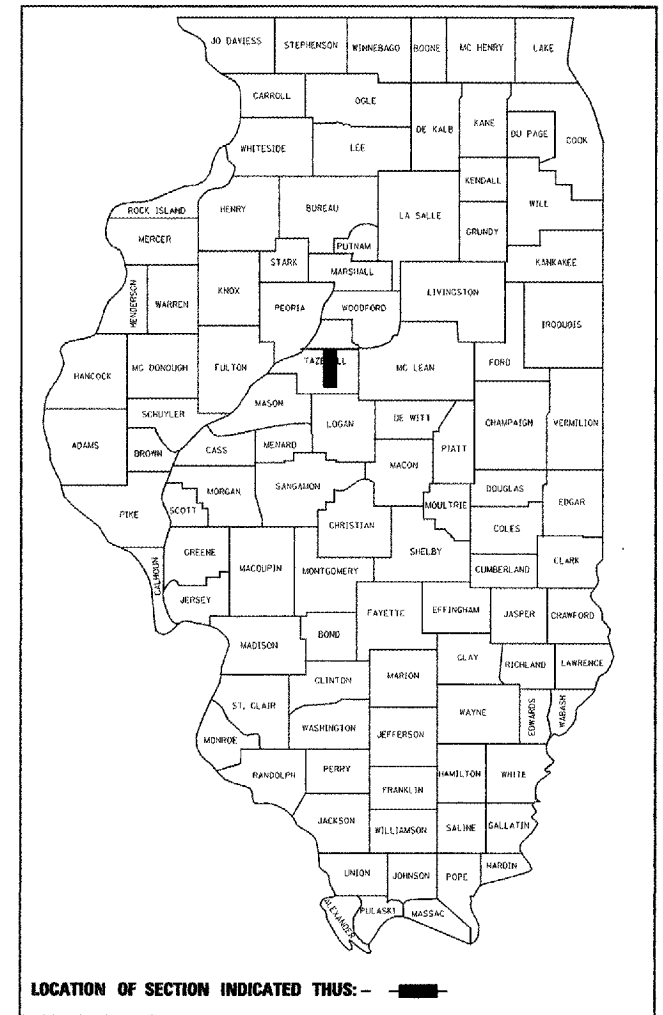 JO DAVIESS STEPHENSON WINNEBAGO BOONE MC HENRY LAKE
CARROLL OGLE DE KALB KANE DU PAGE COOK
WHITESIDE LEE KENDALL WILL
ROCK ISLAND HENRY BUREAU LA SALLE GRUNDY
MERCER PUTNAM KANKAKEE
STARK MARSHALL
HENDERSON WARREN KNOX PEORIA WOODFORD LIVINGSTON IROQUOIS
HANCOCK MC DONOUGH FULTON MC LEAN FORD
MASON
SCHUYLER LOGAN DE WITT CHAMPAIGN VERMILION
ADAMS BROWN CASS MENARD PIATT
MACON
MORGAN SANGAMON DOUGLAS EDGAR
PIKE SCOTT CHRISTIAN MOULTRIE COLES
GREENE MACOUPIN MONTGOMERY SHELBY CUMBERLAND CLARK
CALHOUN JERSEY FAYETTE EFFINGHAM JASPER CRAWFORD
MADISON BOND CLAY RICHLAND LAWRENCE
CLINTON MARION
ST. CLAIR WAYNE EDWARDS WABASH
MONROE WASHINGTON JEFFERSON
RANDOLPH PERRY FRANKLIN HAMILTON WHITE
JACKSON WILLIAMSON SALINE GALLATIN
UNION JOHNSON POPE HARDIN
ALEXANDER PULASKI MASSAC
LOCATION OF SECTION INDICATED THUS:-